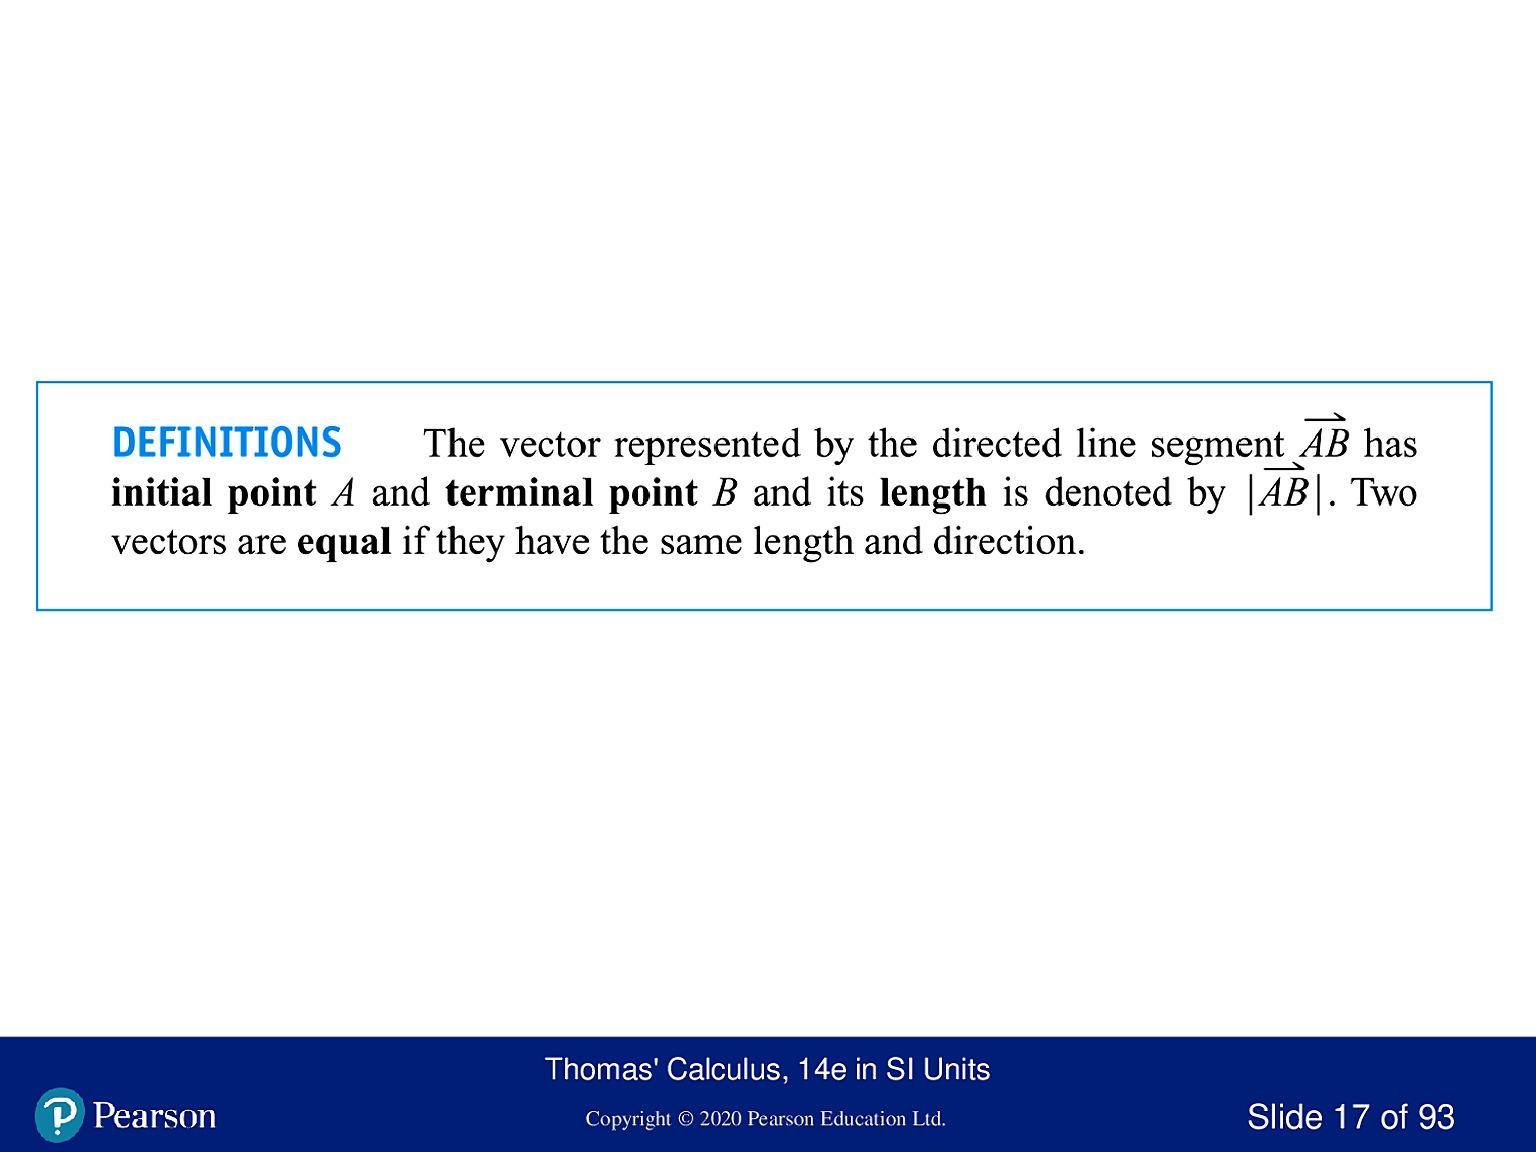 DEFINITIONS The vector represented by the directed line segment $\overrightarrow{AB}$ has
initial point A and terminal point B and its length is denoted by $|\overrightarrow{AB}|$. Two
vectors are equal if they have the same length and direction.
Thomas' Calculus, 14e in SI Units
Pearson
Copyright © 2020 Pearson Education Ltd.
Slide 17 of 93